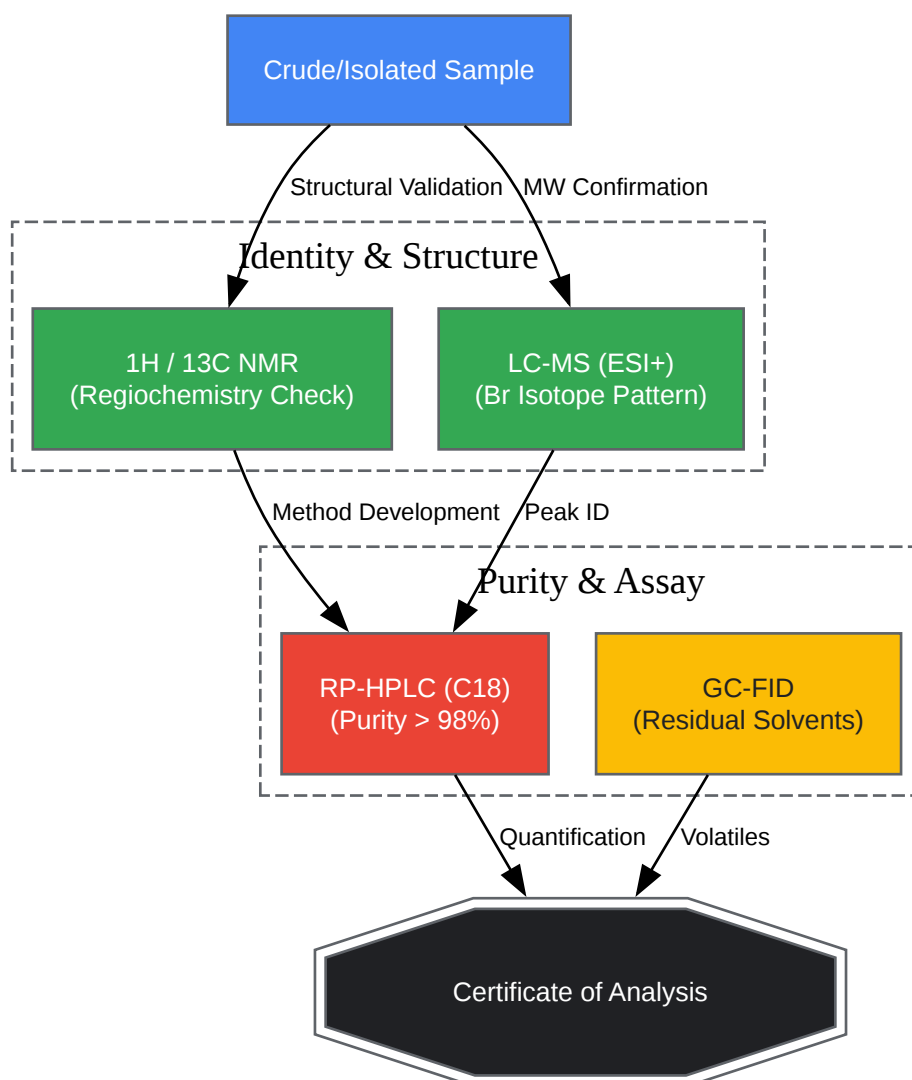 Crude/Isolated Sample
Structural Validation
MW Confirmation
Identity & Structure
1H / 13C NMR
(Regiochemistry Check)
LC-MS (ESI+)
(Br Isotope Pattern)
Method Development
Peak ID
Purity & Assay
RP-HPLC (C18)
(Purity > 98%)
GC-FID
(Residual Solvents)
Quantification
Volatiles
Certificate of Analysis